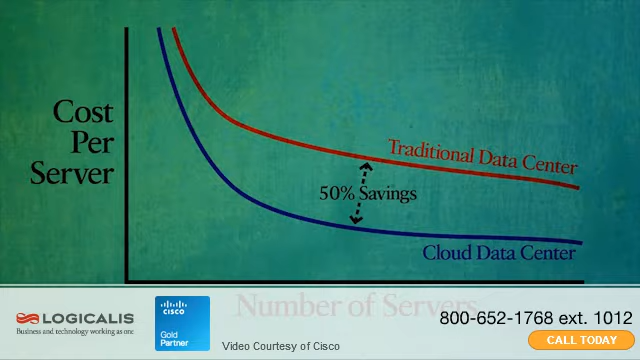 Cost
Per
Server
Traditional Data Center
50% Savings
Cloud Data Center
Number of Servers
LOGICALIS
Business and technology working as one
CISCO
Gold
Partner
Video Courtesy of Cisco
800-652-1768 ext. 1012
CALL TODAY